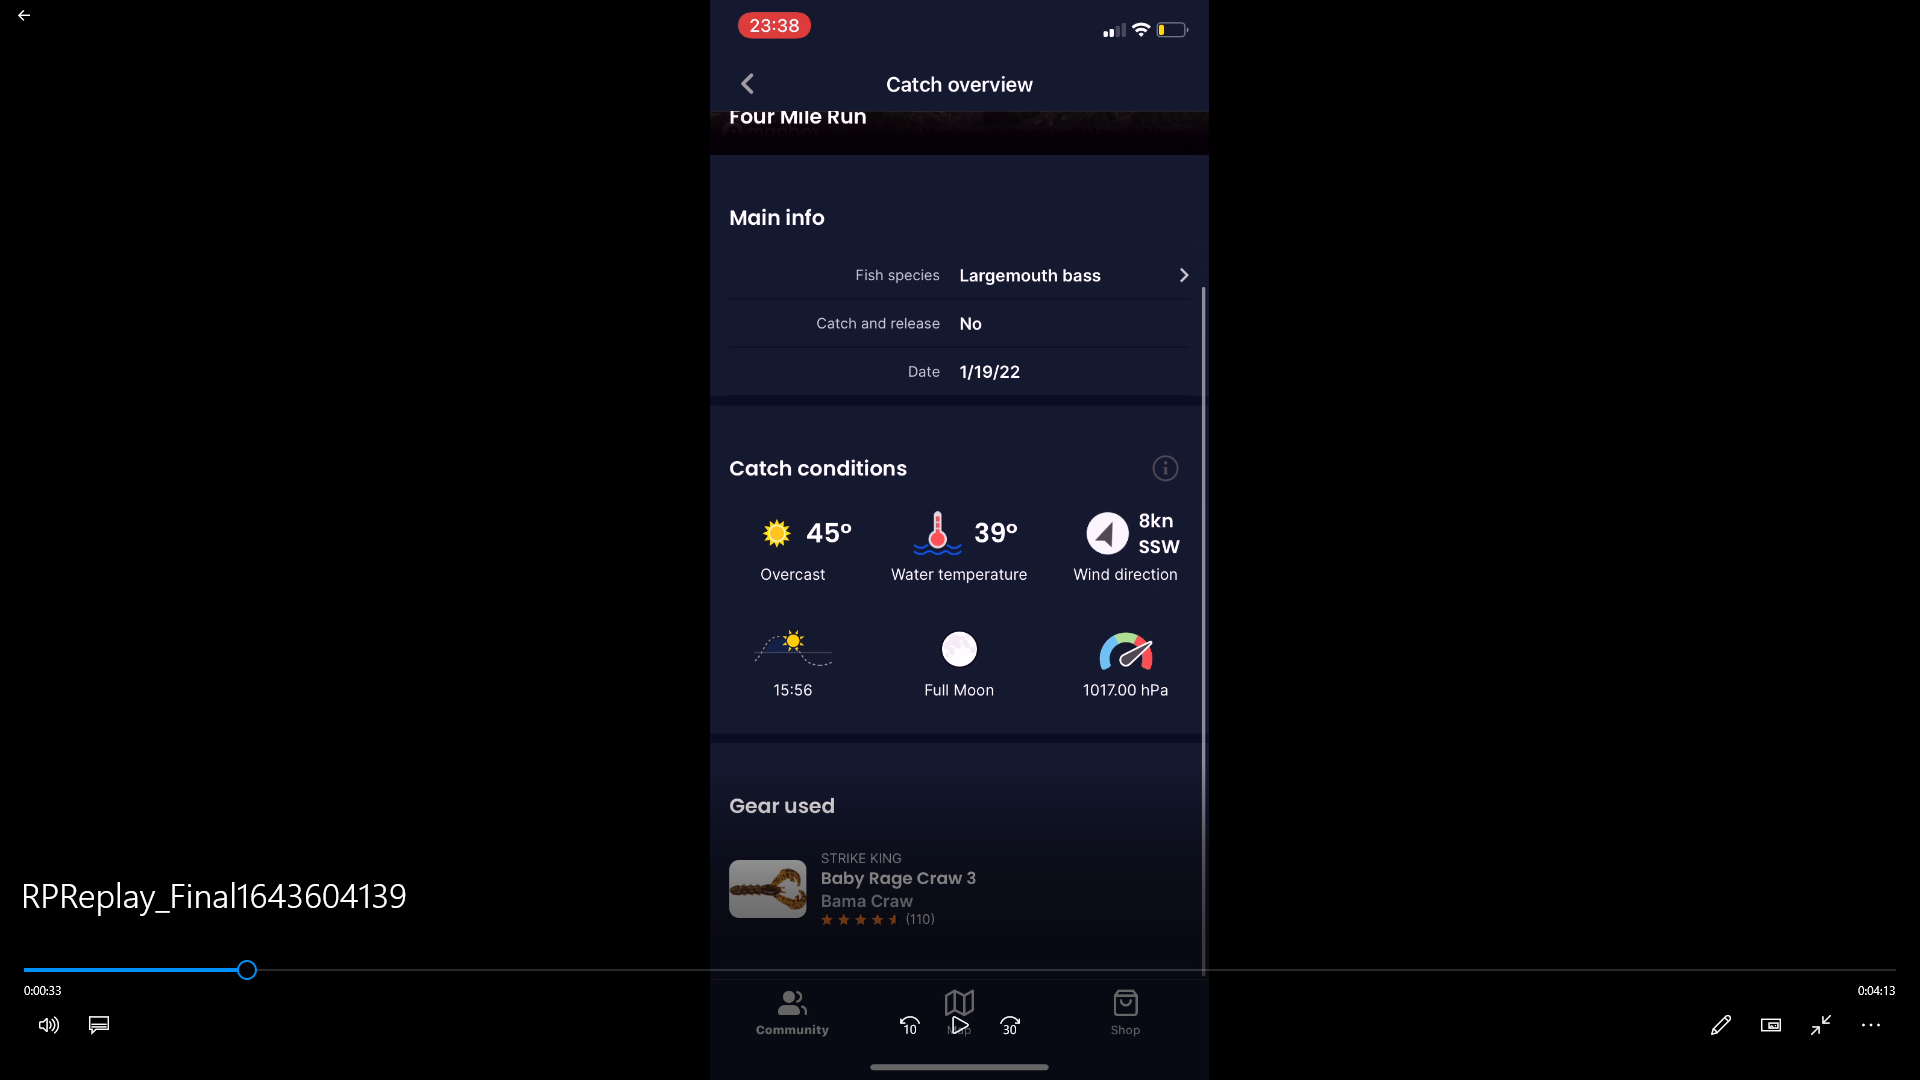 23:38
Catch overview
Four Mile Run
Main info
Fish species Largemouth bass
Catch and release No
Date 1/19/22
Catch conditions
45° 39° 8kn
SSW
Overcast Water temperature Wind direction
15:56 Full Moon 1017.00 hPa
Gear used
STRIKE KING
Baby Rage Craw 3
Bama Craw
(110)
RPReplay_Final1643604139
0:00:33 0:04:13
Community Map Shop
10 30